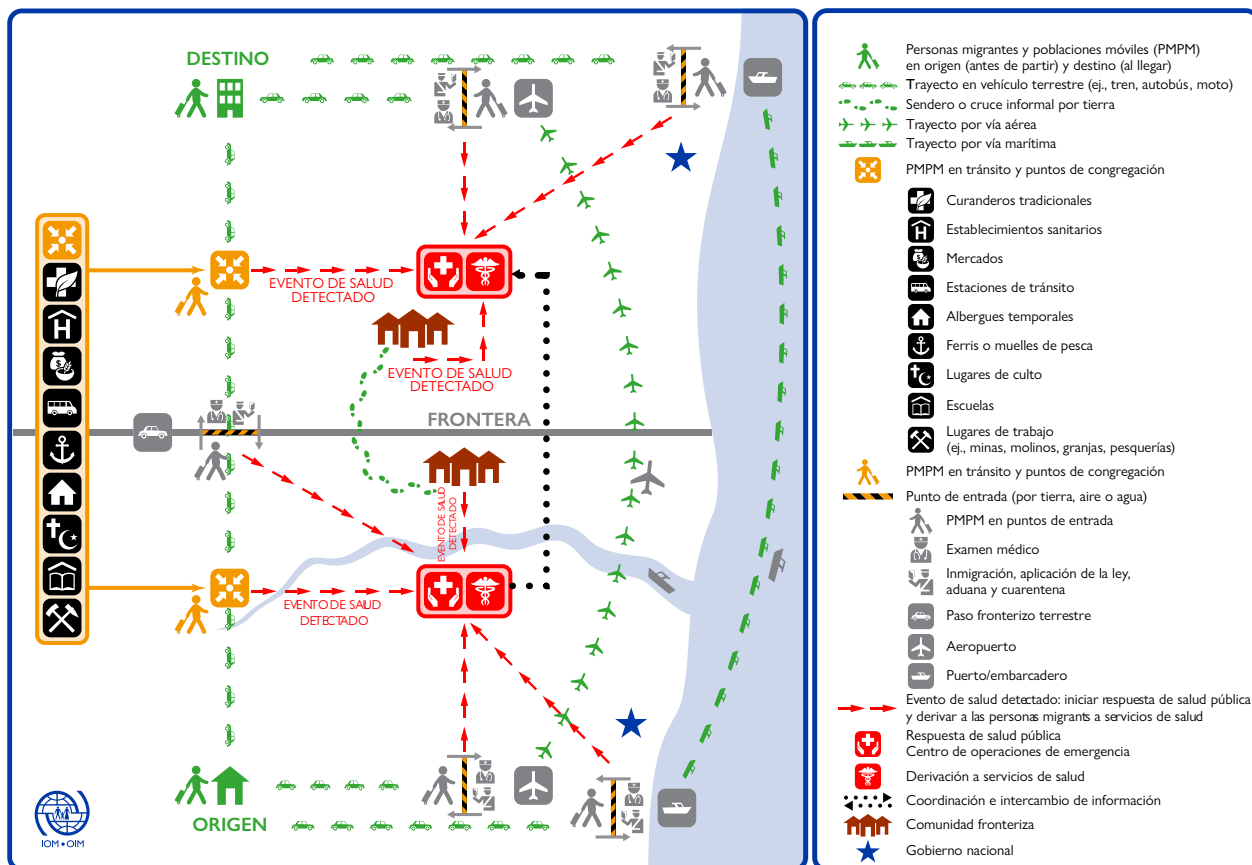 DESTINO
EVENTO DE SALUD
DETECTADO
EVENTO DE SALUD
DETECTADO
FRONTERA
EVENTO DE SALUD
DETECTADO
EVENTO DE SALUD
DETECTADO
ORIGEN
IOM • OIM
Personas migrantes y poblaciones móviles (PMPM)
en origen (antes de partir) y destino (al llegar)
Trayecto en vehículo terrestre (ej., tren, autobús, moto)
Sendero o cruce informal por tierra
Trayecto por vía aérea
Trayecto por vía marítima
PMPM en tránsito y puntos de congregación
Curanderos tradicionales
Establecimientos sanitarios
Mercados
Estaciones de tránsito
Albergues temporales
Ferris o muelles de pesca
Lugares de culto
Escuelas
Lugares de trabajo
(ej., minas, molinos, granjas, pesquerías)
PMPM en tránsito y puntos de congregación
Punto de entrada (por tierra, aire o agua)
PMPM en puntos de entrada
Examen médico
Inmigración, aplicación de la ley,
aduana y cuarentena
Paso fronterizo terrestre
Aeropuerto
Puerto/embarcadero
Evento de salud detectado: iniciar respuesta de salud pública
y derivar a las personas migrants a servicios de salud
Respuesta de salud pública
Centro de operaciones de emergencia
Derivación a servicios de salud
Coordinación e intercambio de información
Comunidad fronteriza
Gobierno nacional